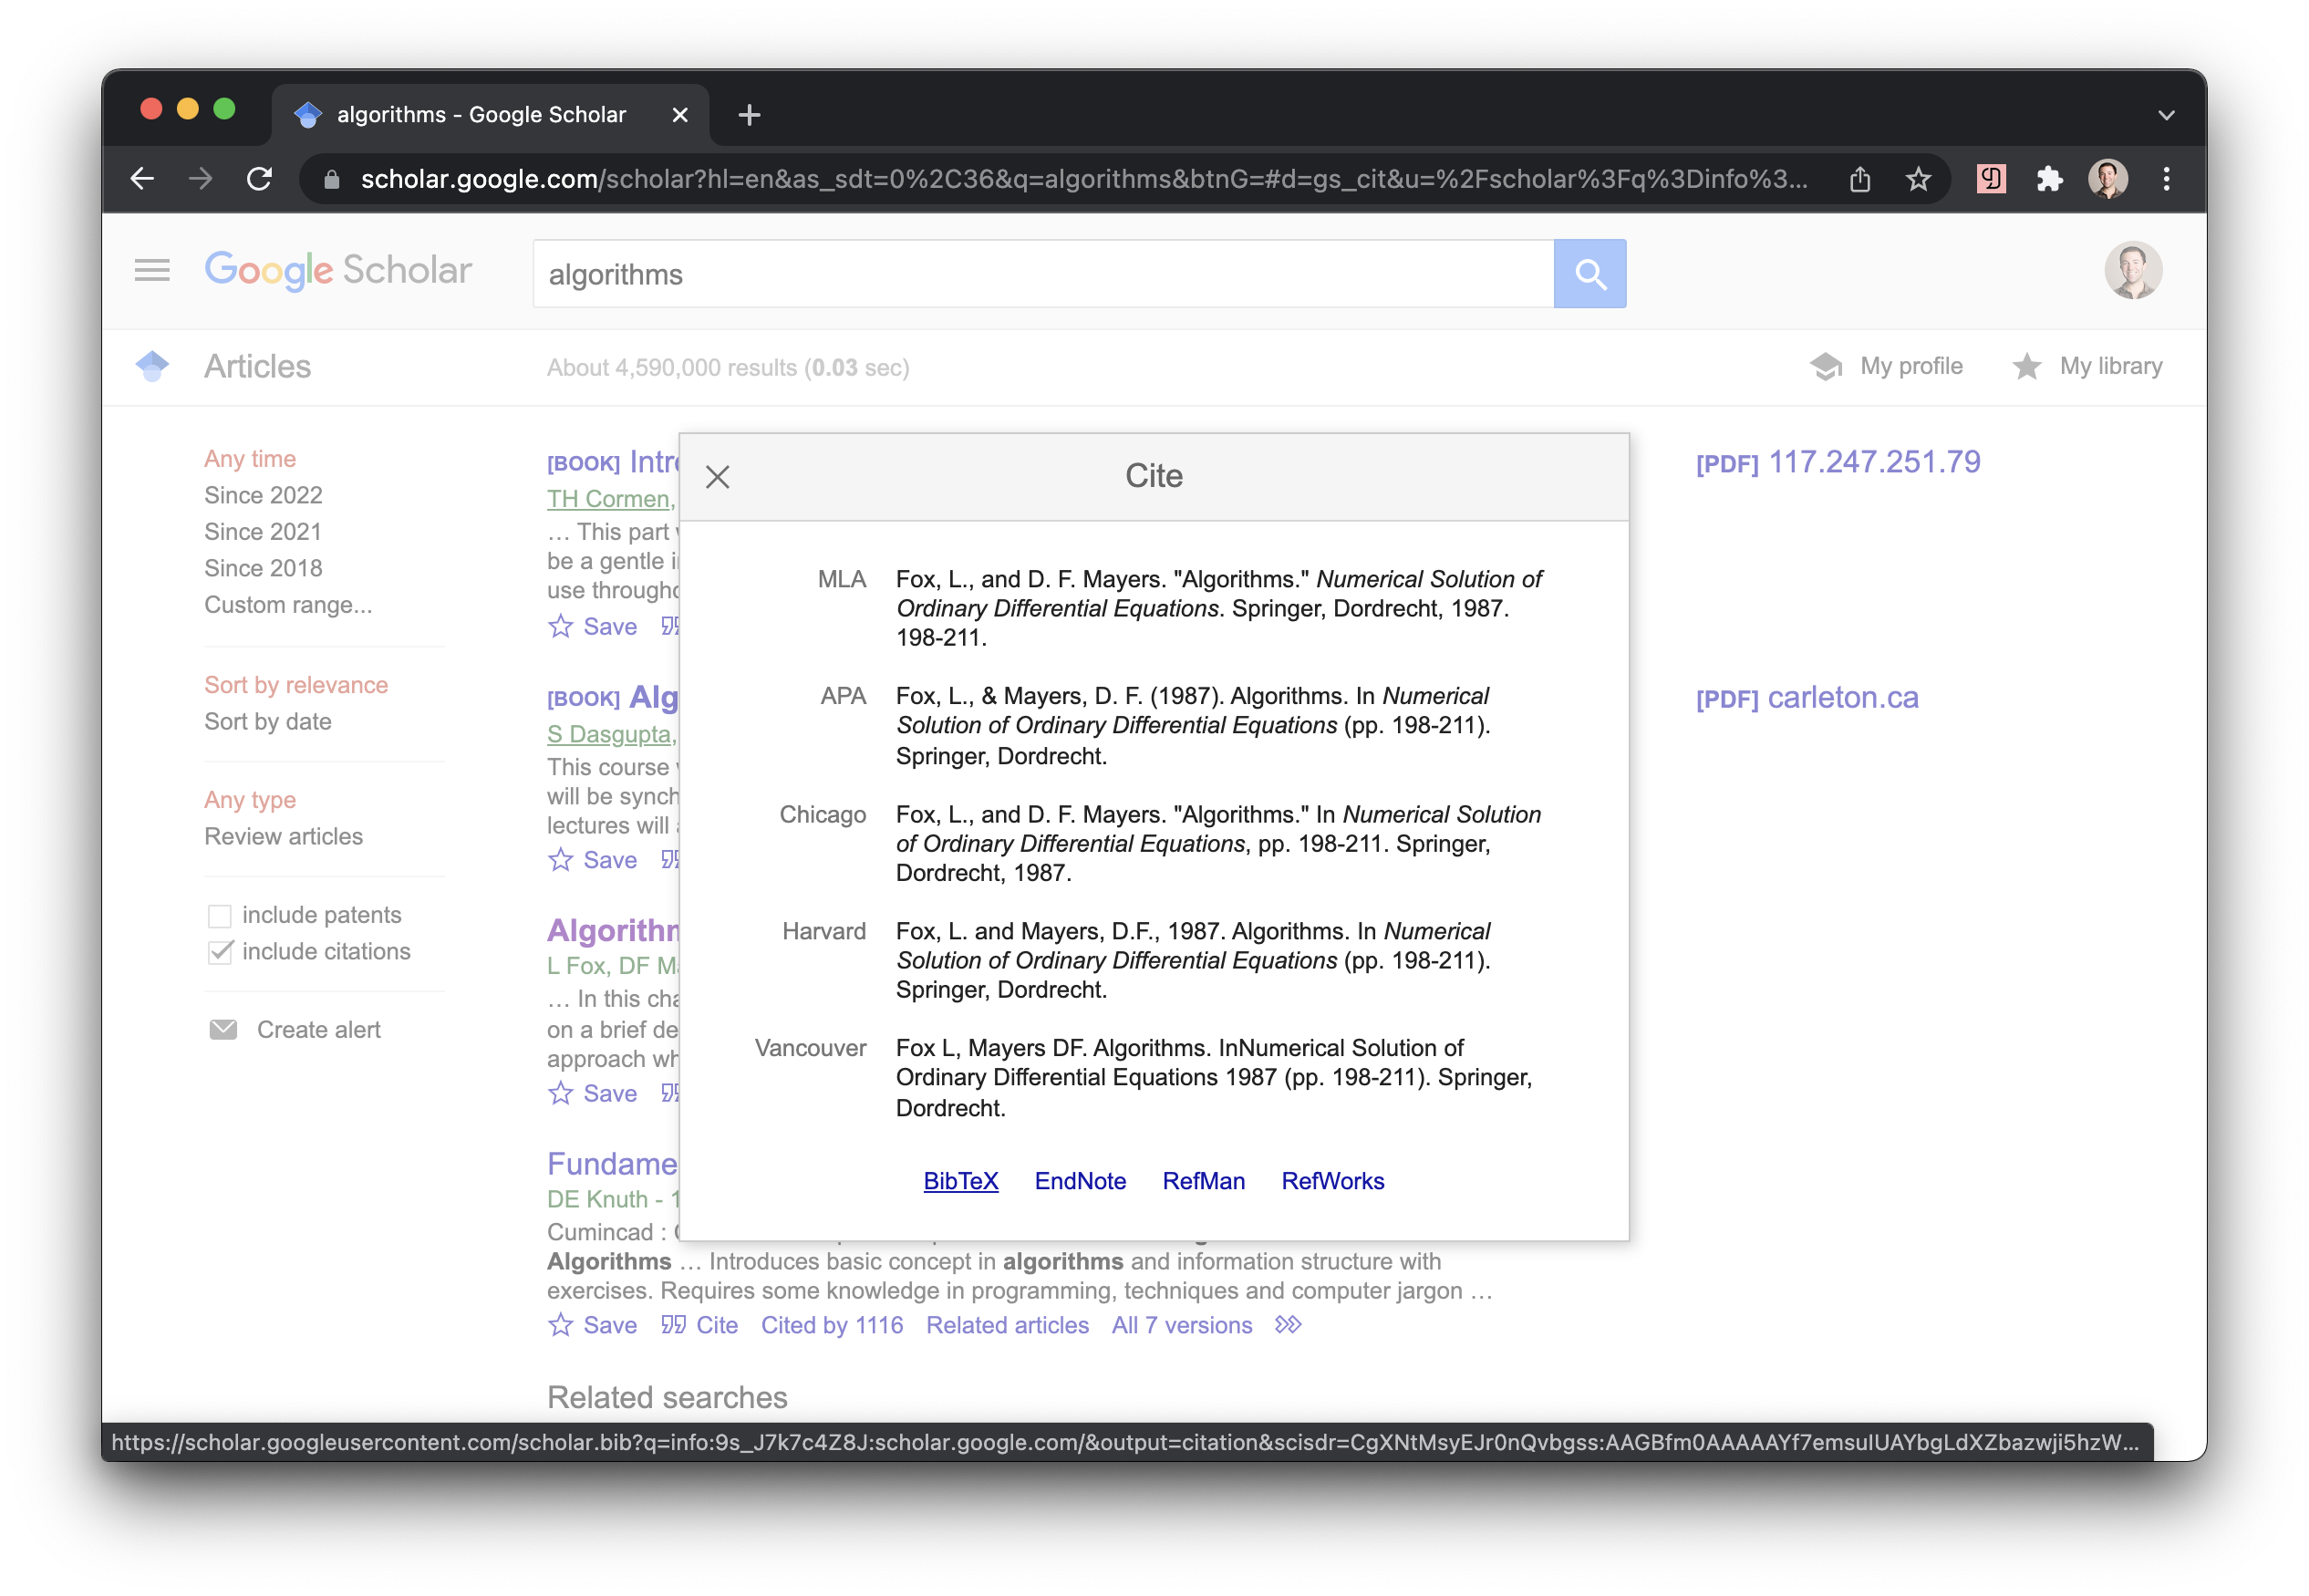 algorithms - Google Scholar
scholar.google.com/scholar?hl=en&as_sdt=0%2C36&q=algorithms&btnG=#d=gs_cit&u=%2Fscholar%3Fq%3Dinfo%3...
Google Scholar
algorithms
Articles
About 4,590,000 results (0.03 sec)
My profile
My library
Any time
Since 2022
Since 2021
Since 2018
Custom range...
Sort by relevance
Sort by date
Any type
Review articles
include patents
include citations
Create alert
[BOOK] Intr
TH Cormen,
… This part
be a gentle
use through
Save
[PDF] 117.247.251.79
[BOOK] Alg
S Dasgupta,
This course
will be synch
lectures will
Save
[PDF] carleton.ca
Algorith
L Fox, DF M
… In this cha
on a brief de
approach wh
Save
Cite
MLA
Fox, L., and D. F. Mayers. "Algorithms." Numerical Solution of
Ordinary Differential Equations. Springer, Dordrecht, 1987.
198-211.
APA
Fox, L., & Mayers, D. F. (1987). Algorithms. In Numerical
Solution of Ordinary Differential Equations (pp. 198-211).
Springer, Dordrecht.
Chicago
Fox, L., and D. F. Mayers. "Algorithms." In Numerical Solution
of Ordinary Differential Equations, pp. 198-211. Springer,
Dordrecht, 1987.
Harvard
Fox, L. and Mayers, D.F., 1987. Algorithms. In Numerical
Solution of Ordinary Differential Equations (pp. 198-211).
Springer, Dordrecht.
Vancouver
Fox L, Mayers DF. Algorithms. InNumerical Solution of
Ordinary Differential Equations 1987 (pp. 198-211). Springer,
Dordrecht.
BibTeX EndNote RefMan RefWorks
Fundame
DE Knuth - 1
Cumincad :
Algorithms … Introduces basic concept in algorithms and information structure with
exercises. Requires some knowledge in programming, techniques and computer jargon …
Save Cite Cited by 1116 Related articles All 7 versions
Related searches
https://scholar.googleusercontent.com/scholar.bib?q=info:9s_J7k7c4Z8J:scholar.google.com/&output=citation&scisdr=CgXNtMsyEJr0nQvbgss:AAGBfm0AAAAAYf7emsuIUAYbgLdXZbazwji5hzW...